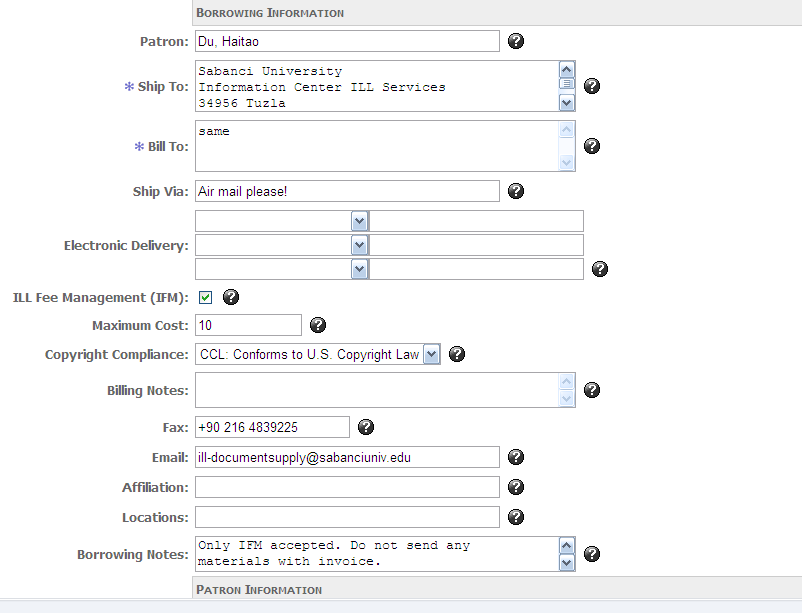 BORROWING INFORMATION
Patron: Du, Haitao ?
* Ship To: Sabanci University
Information Center ILL Services
34956 Tuzla ?
* Bill To: same ?
Ship Via: Air mail please! ?
Electronic Delivery: ?
ILL Fee Management (IFM): ?
Maximum Cost: 10 ?
Copyright Compliance: CCL: Conforms to U.S. Copyright Law ?
Billing Notes: ?
Fax: +90 216 4839225 ?
Email: ill-documentsupply@sabanciuniv.edu ?
Affiliation: ?
Locations: ?
Borrowing Notes: Only IFM accepted. Do not send any
materials with invoice. ?
PATRON INFORMATION